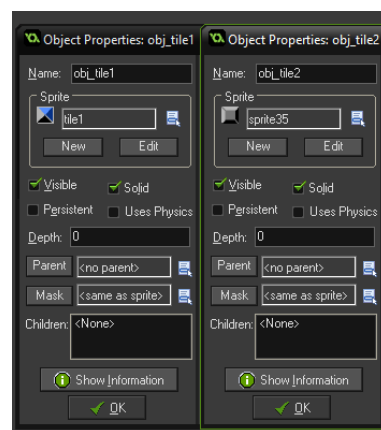 Object Properties: obj_tile1
Name: obj_tile1
Sprite
tile1
New Edit
Visible Solid
Persistent Uses Physics
Depth: 0
Parent <no parent>
Mask <same as sprite>
Children: <None>
Show Information
OK
Object Properties: obj_tile2
Name: obj_tile2
Sprite
sprite35
New Edit
Visible Solid
Persistent Uses Physics
Depth: 0
Parent <no parent>
Mask <same as sprite>
Children: <None>
Show Information
OK